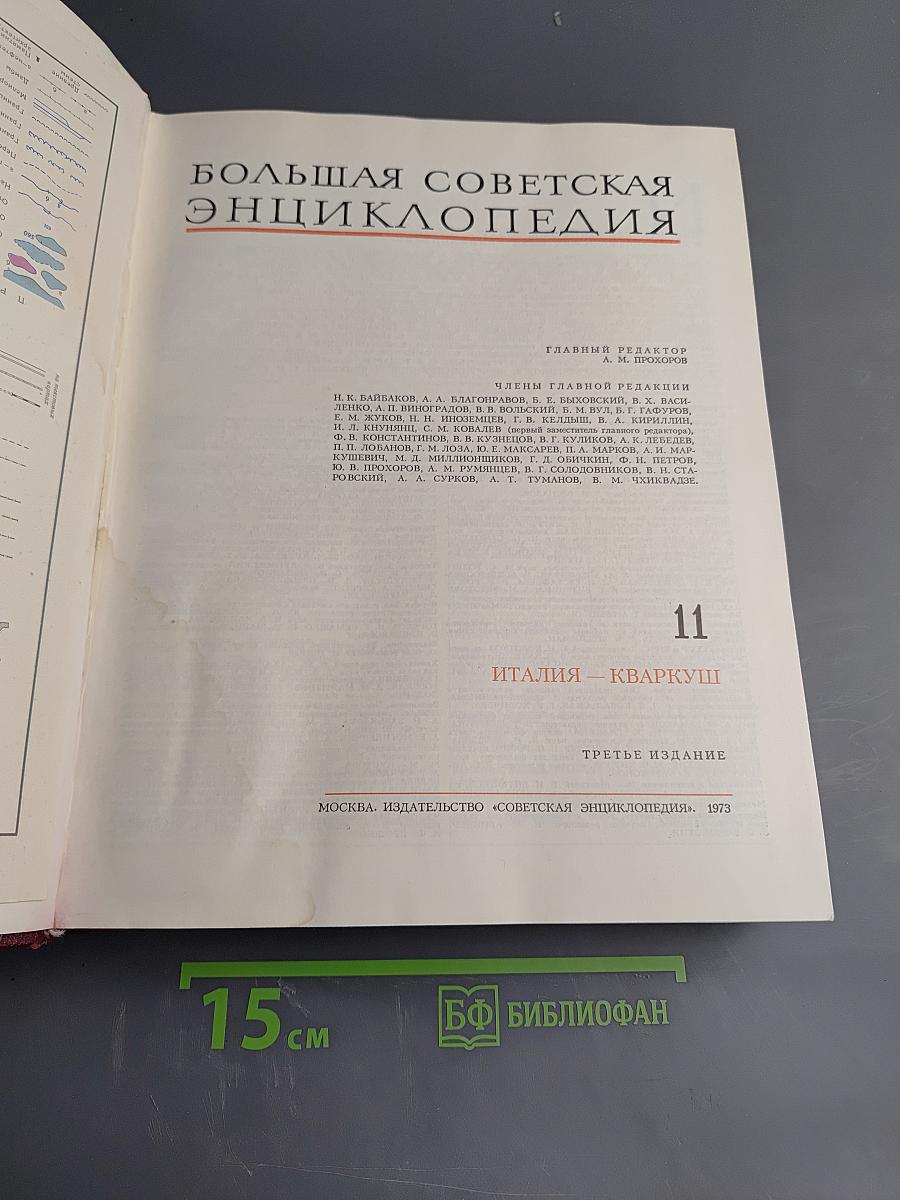 БОЛЬШАЯ СОВЕТСКАЯ
ЭНЦИКЛОПЕДИЯ
ГЛАВНЫЙ РЕДАКТОР
А. М. ПРОХОРОВ
ЧЛЕНЫ ГЛАВНОЙ РЕДАКЦИИ
Н. К. БАЙБАКОВ, А. А. БЛАГОНРАВОВ, Б. Е. БЫХОВСКИЙ, В. Х. ВАСИ-
ЛЕНКО, А. П. ВИНОГРАДОВ, В. В. ВОЛЬСКИЙ, Б. М. ВУЛ, Б. Г. ГАФУРОВ,
Е. М. ЖУКОВ, Н. Н. ИНОЗЕМЦЕВ, Г. В. КЕЛДЫШ, В. А. КИРИЛЛИН,
И. Л. КНУНЯНЦ, С. М. КОВАЛЕВ (первый заместитель главного редактора),
Ф. В. КОНСТАНТИНОВ, В. В. КУЗНЕЦОВ, В. Г. КУЛИКОВ, А. К. ЛЕБЕДЕВ,
П. П. ЛОБАНОВ, Г. М. ЛОЗА, Ю. Е. МАКСАРЕВ, П. А. МАРКОВ, А. И. МАР-
КУШЕВИЧ, М. Д. МИЛЛИОНЩИКОВ, Г. Д. ОБИЧКИН, Ф. Н. ПЕТРОВ,
Ю. В. ПРОХОРОВ, А. М. РУМЯНЦЕВ, В. Г. СОЛОДОВНИКОВ, В. Н. СТА-
РОВСКИЙ, А. А. СУРКОВ, А. Т. ТУМАНОВ, В. М. ЧХИКВАДЗЕ.
11
ИТАЛИЯ — КВАРКУШ
ТРЕТЬЕ ИЗДАНИЕ
МОСКВА. ИЗДАТЕЛЬСТВО «СОВЕТСКАЯ ЭНЦИКЛОПЕДИЯ». 1973
15 см
БФ БИБЛИОФАН